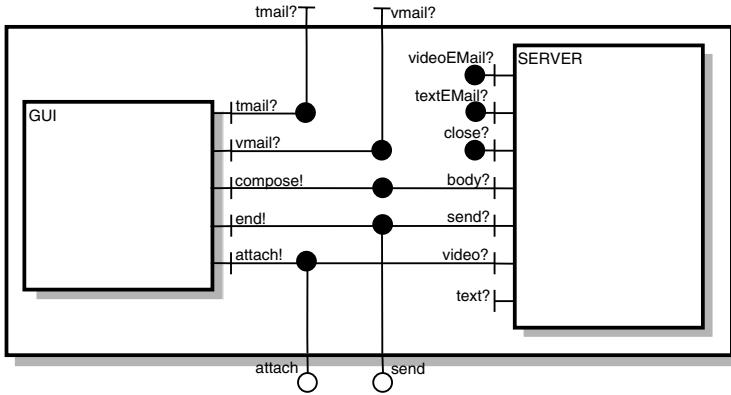 tmail? vmail?
videoEMail? SERVER
textEMail?
GUI tmail?
close?
vmail?
compose! body?
end! send?
attach! video?
text?
attach send